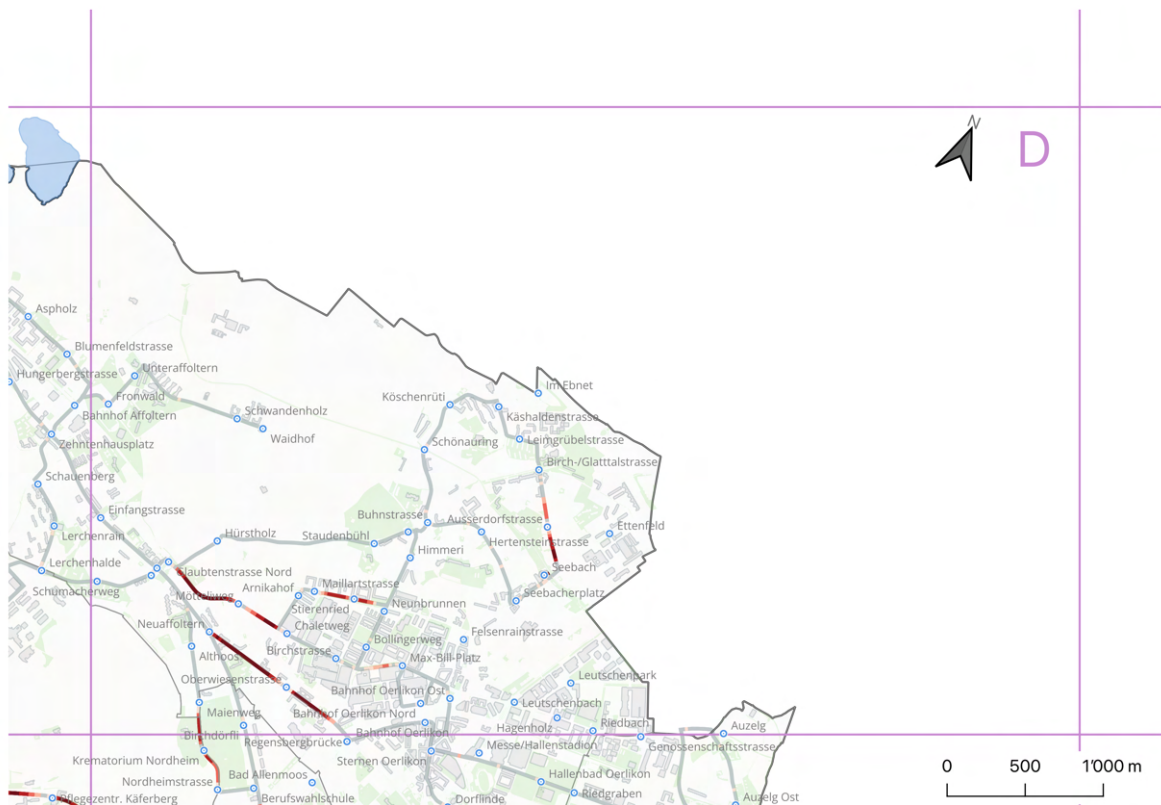 N
D
Aspholz
Blumenfeldstrasse
Hungerbergstrasse
Unteraffoltern
Im Ebnet
Fronwald
Köschenrüti
Bahnhof Affoltern
Schwandenholz
Käshaldenstrasse
Zehntenhausplatz
Waidhof
Schönauring
Leimgrübelstrasse
Birch-/Glatttalstrasse
Schauenberg
Einfangstrasse
Buhnstrasse
Ausserdorfstrasse
Ettenfeld
Lerchenrain
Hürstholz
Staudenbühl
Hertensteinstrasse
Himmeri
Lerchenhalde
Glaubtenstrasse Nord
Seebach
Schumacherweg
Mötteliweg
Arnikahof
Maillartstrasse
Seebacherplatz
Stierenried
Neunbrunnen
Neuaffoltern
Chaletweg
Felsenrainstrasse
Althoos
Birchstrasse
Bollingerweg
Max-Bill-Platz
Oberwiesenstrasse
Bahnhof Oerlikon Ost
Leutschenpark
Maienweg
Bahnhof Oerlikon Nord
Leutschenbach
Birchdörfli
Regensbergbrücke
Bahnhof Oerlikon
Hagenholz
Riedbach
Auzelg
Krematorium Nordheim
Sternen Oerlikon
Messe/Hallenstadion
Genossenschaftsstrasse
Nordheimstrasse
Bad Allenmoos
Hallenbad Oerlikon
Pflegezentr. Käferberg
Berufswahlschule
Dorflinde
Riedgraben
Auzelg Ost
0 500 1'000 m